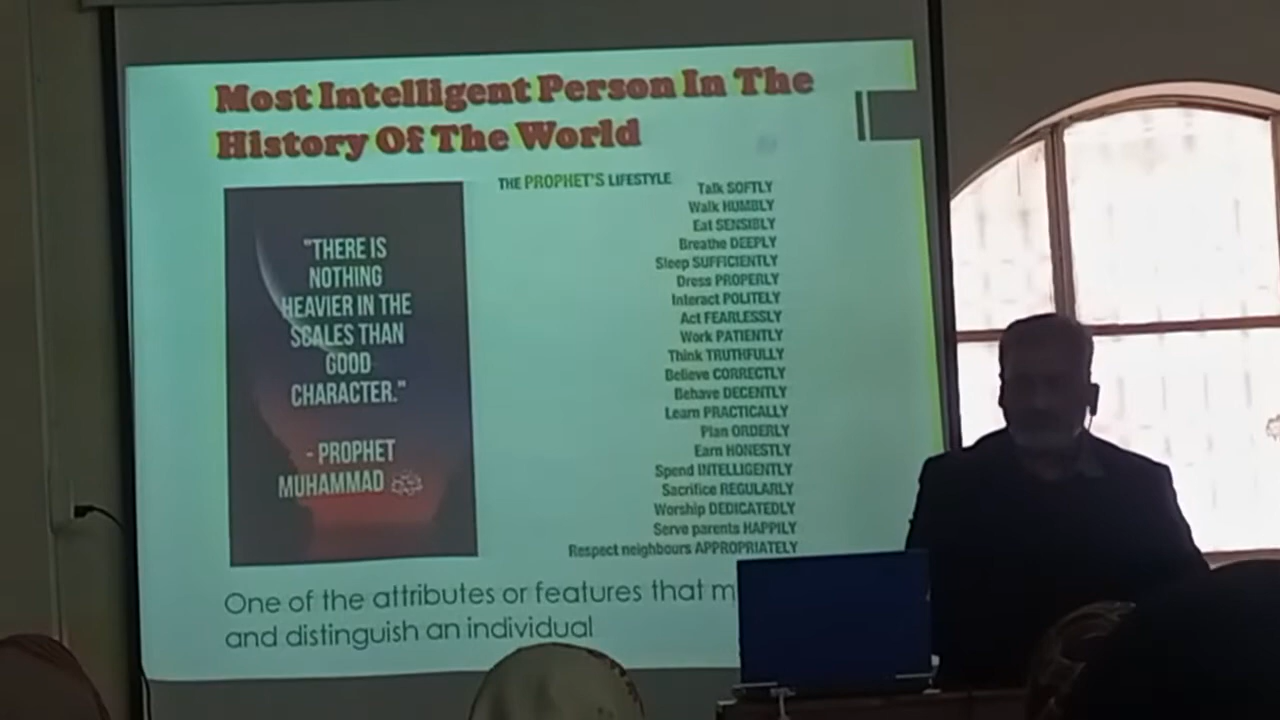 Most Intelligent Person In The
History Of The World
THE PROPHET'S LIFESTYLE
"THERE IS
NOTHING
HEAVIER IN THE
SCALES THAN
GOOD
CHARACTER."
- PROPHET
MUHAMMAD
Talk SOFTLY
Walk HUMBLY
Eat SENSIBLY
Breathe DEEPLY
Sleep SUFFICIENTLY
Dress PROPERLY
Interact POLITELY
Act FEARLESSLY
Work PATIENTLY
Think TRUTHFULLY
Believe CORRECTLY
Behave DECENTLY
Learn PRACTICALLY
Plan ORDERLY
Earn HONESTLY
Spend INTELLIGENTLY
Sacrifice REGULARLY
Worship DEDICATEDLY
Serve parents HAPPILY
Respect neighbours APPROPRIATELY
One of the attributes or features that m
and distinguish an individual